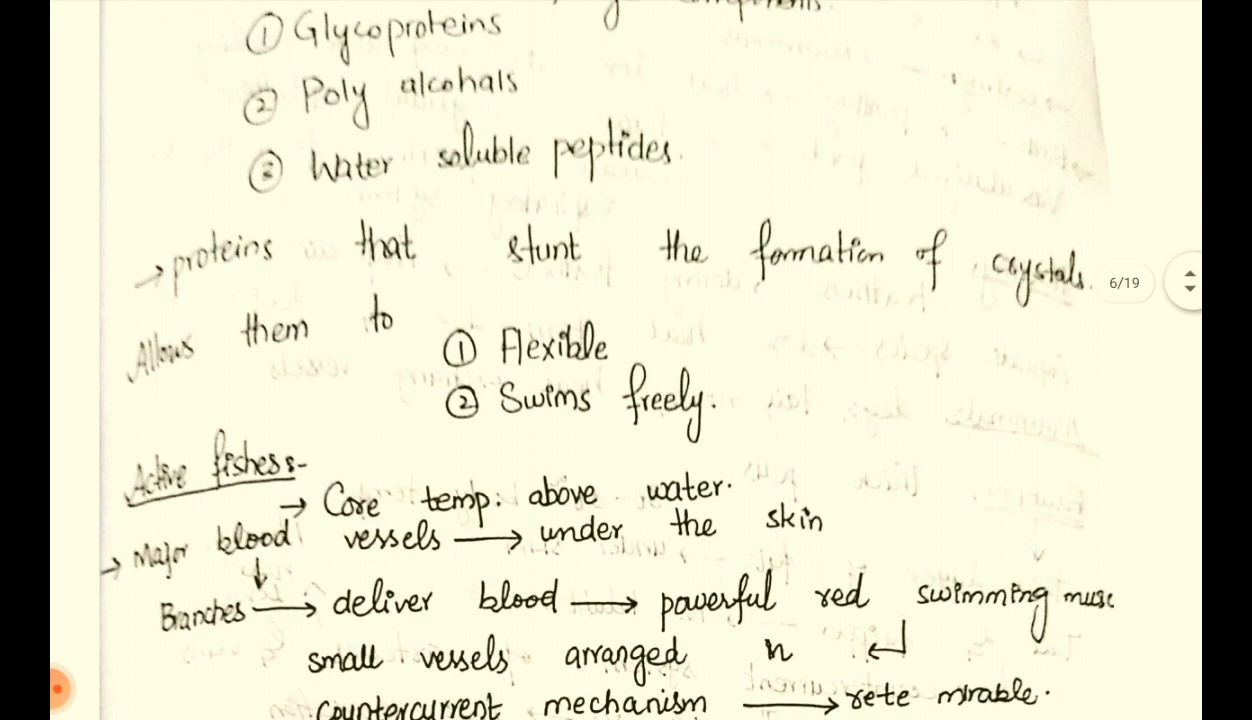 ① Glycoproteins
② Poly alcohals
③ Water soluble peptides.
→ proteins that stunt the formation of crystals.
6/19
Allows them to
① Flexible
② Swims freely.
Active fishes:-
→ Core temp. above water.
→ Major blood vessels → under the skin
↓
Branches → deliver blood → powerful red swimming musc
small vessels arranged in ↵
countercurrent mechanism → rete mirable.